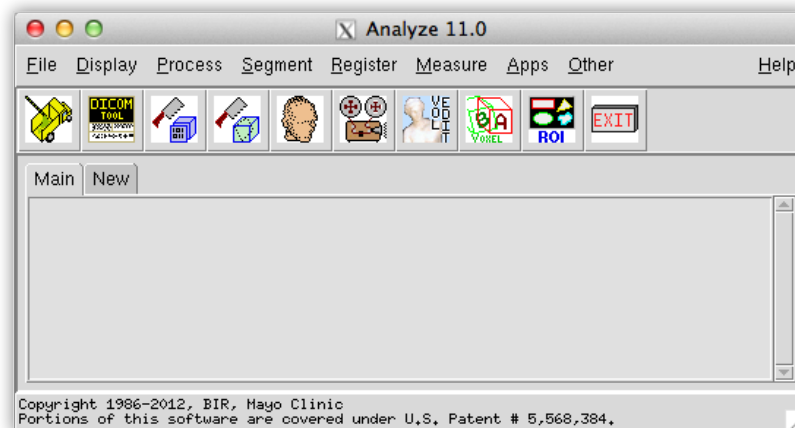 X Analyze 11.0
File Display Process Segment Register Measure Apps Other Help
DICOM TOOL VOLEDIT B A VOXEL ROI EXIT
Main New
Copyright 1986-2012, BIR, Mayo Clinic
Portions of this software are covered under U.S. Patent # 5,568,384.